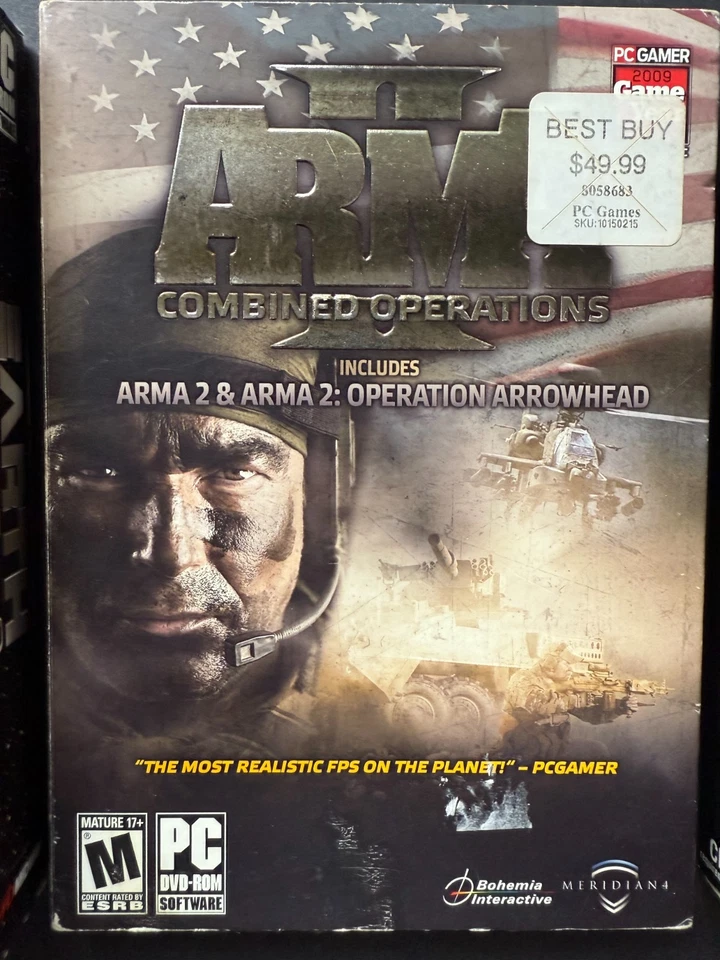 PC GAMER
2009
Game
BEST BUY
$49.99
8058683
PC Games
SKU:10150215
II
ARMA
COMBINED OPERATIONS
INCLUDES
ARMA 2 & ARMA 2: OPERATION ARROWHEAD
"THE MOST REALISTIC FPS ON THE PLANET!" – PCGAMER
MATURE 17+
M
®
CONTENT RATED BY
ESRB
PC
DVD-ROM
SOFTWARE
Bohemia
Interactive
MERIDIAN4